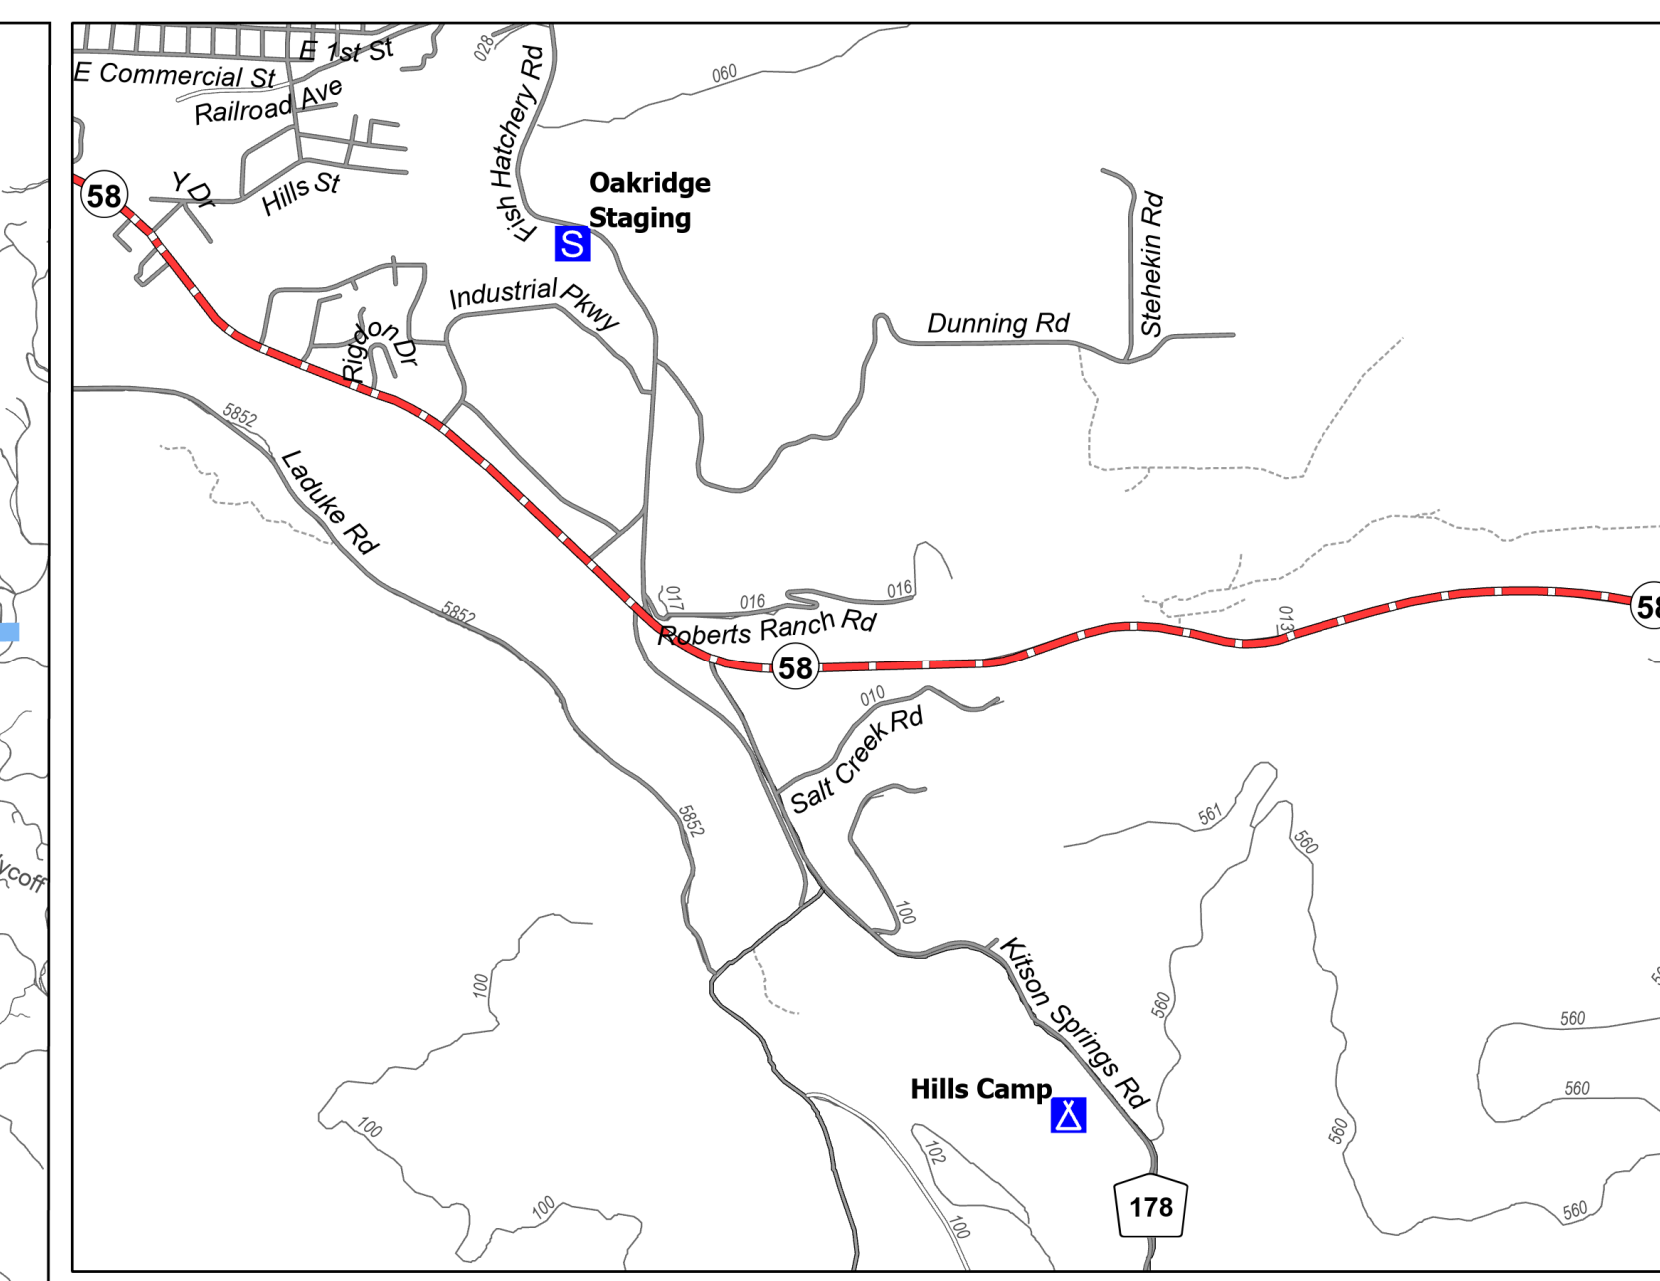 E 1st St
028
Fish Hatchery Rd
060
E Commercial St
Railroad Ave
58
Y Dr
Hills St
Oakridge
Staging
S
Stehekin Rd
Industrial Pkwy
Dunning Rd
Rigdon Dr
5852
Laduke Rd
5852
017
016
016
Roberts Ranch Rd
013
58
58
010
Salt Creek Rd
5852
561
560
100
ycoff
100
Kitson Springs Rd
560
560
560
Hills Camp
100
102
560
178
100
100
560